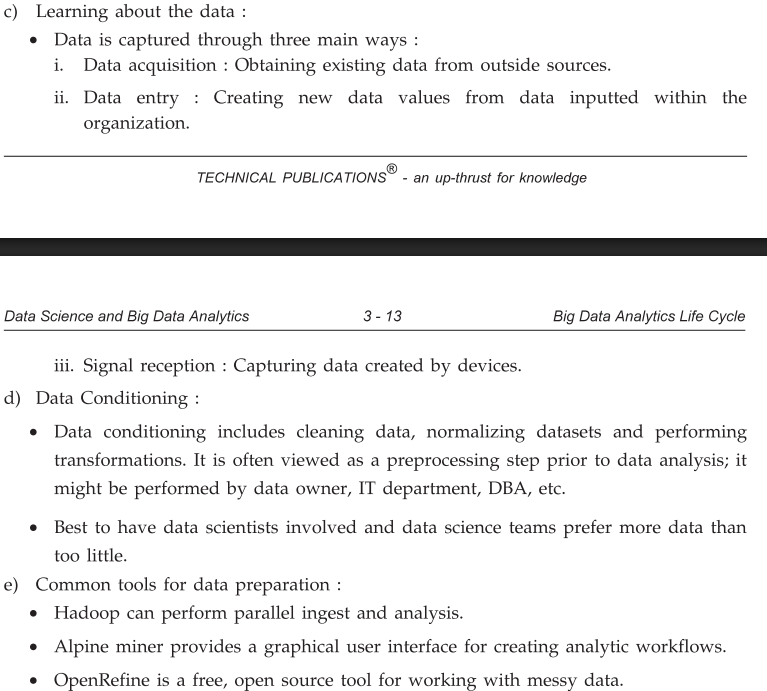 c) Learning about the data :
• Data is captured through three main ways :
i. Data acquisition : Obtaining existing data from outside sources.
ii. Data entry : Creating new data values from data inputted within the
organization.
TECHNICAL PUBLICATIONS® - an up-thrust for knowledge
Data Science and Big Data Analytics 3 - 13 Big Data Analytics Life Cycle
iii. Signal reception : Capturing data created by devices.
d) Data Conditioning :
• Data conditioning includes cleaning data, normalizing datasets and performing
transformations. It is often viewed as a preprocessing step prior to data analysis; it
might be performed by data owner, IT department, DBA, etc.
• Best to have data scientists involved and data science teams prefer more data than
too little.
e) Common tools for data preparation :
• Hadoop can perform parallel ingest and analysis.
• Alpine miner provides a graphical user interface for creating analytic workflows.
• OpenRefine is a free, open source tool for working with messy data.